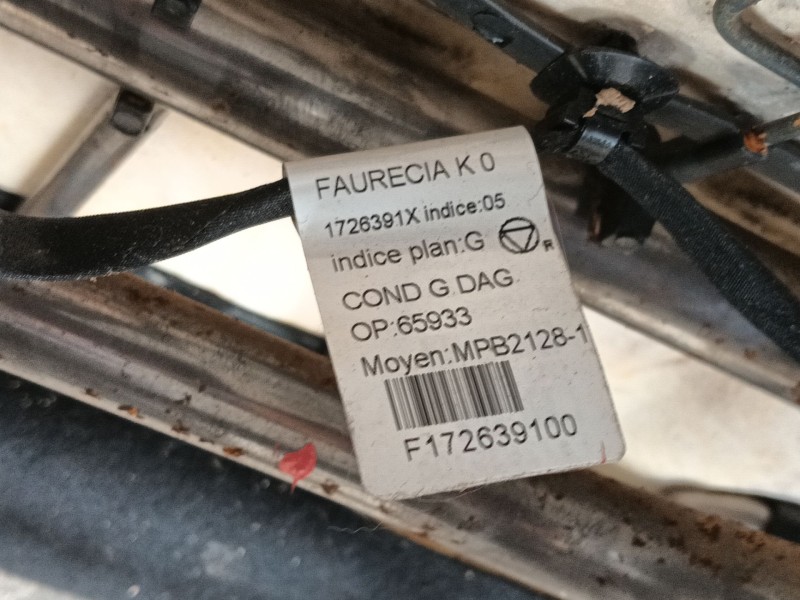 FAURECIA K 0
1726391X indice:05
indice plan:G
R
COND G.DAG
OP:65933
Moyen:MPB2128-1
F172639100